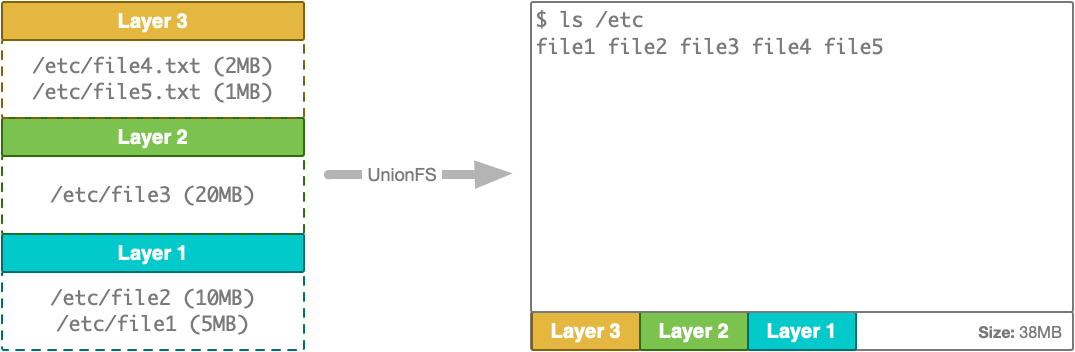 Layer 3
/etc/file4.txt (2MB)
/etc/file5.txt (1MB)
Layer 2
/etc/file3 (20MB)
Layer 1
/etc/file2 (10MB)
/etc/file1 (5MB)
UnionFS
$ ls /etc
file1 file2 file3 file4 file5
Layer 3 Layer 2 Layer 1 Size: 38MB